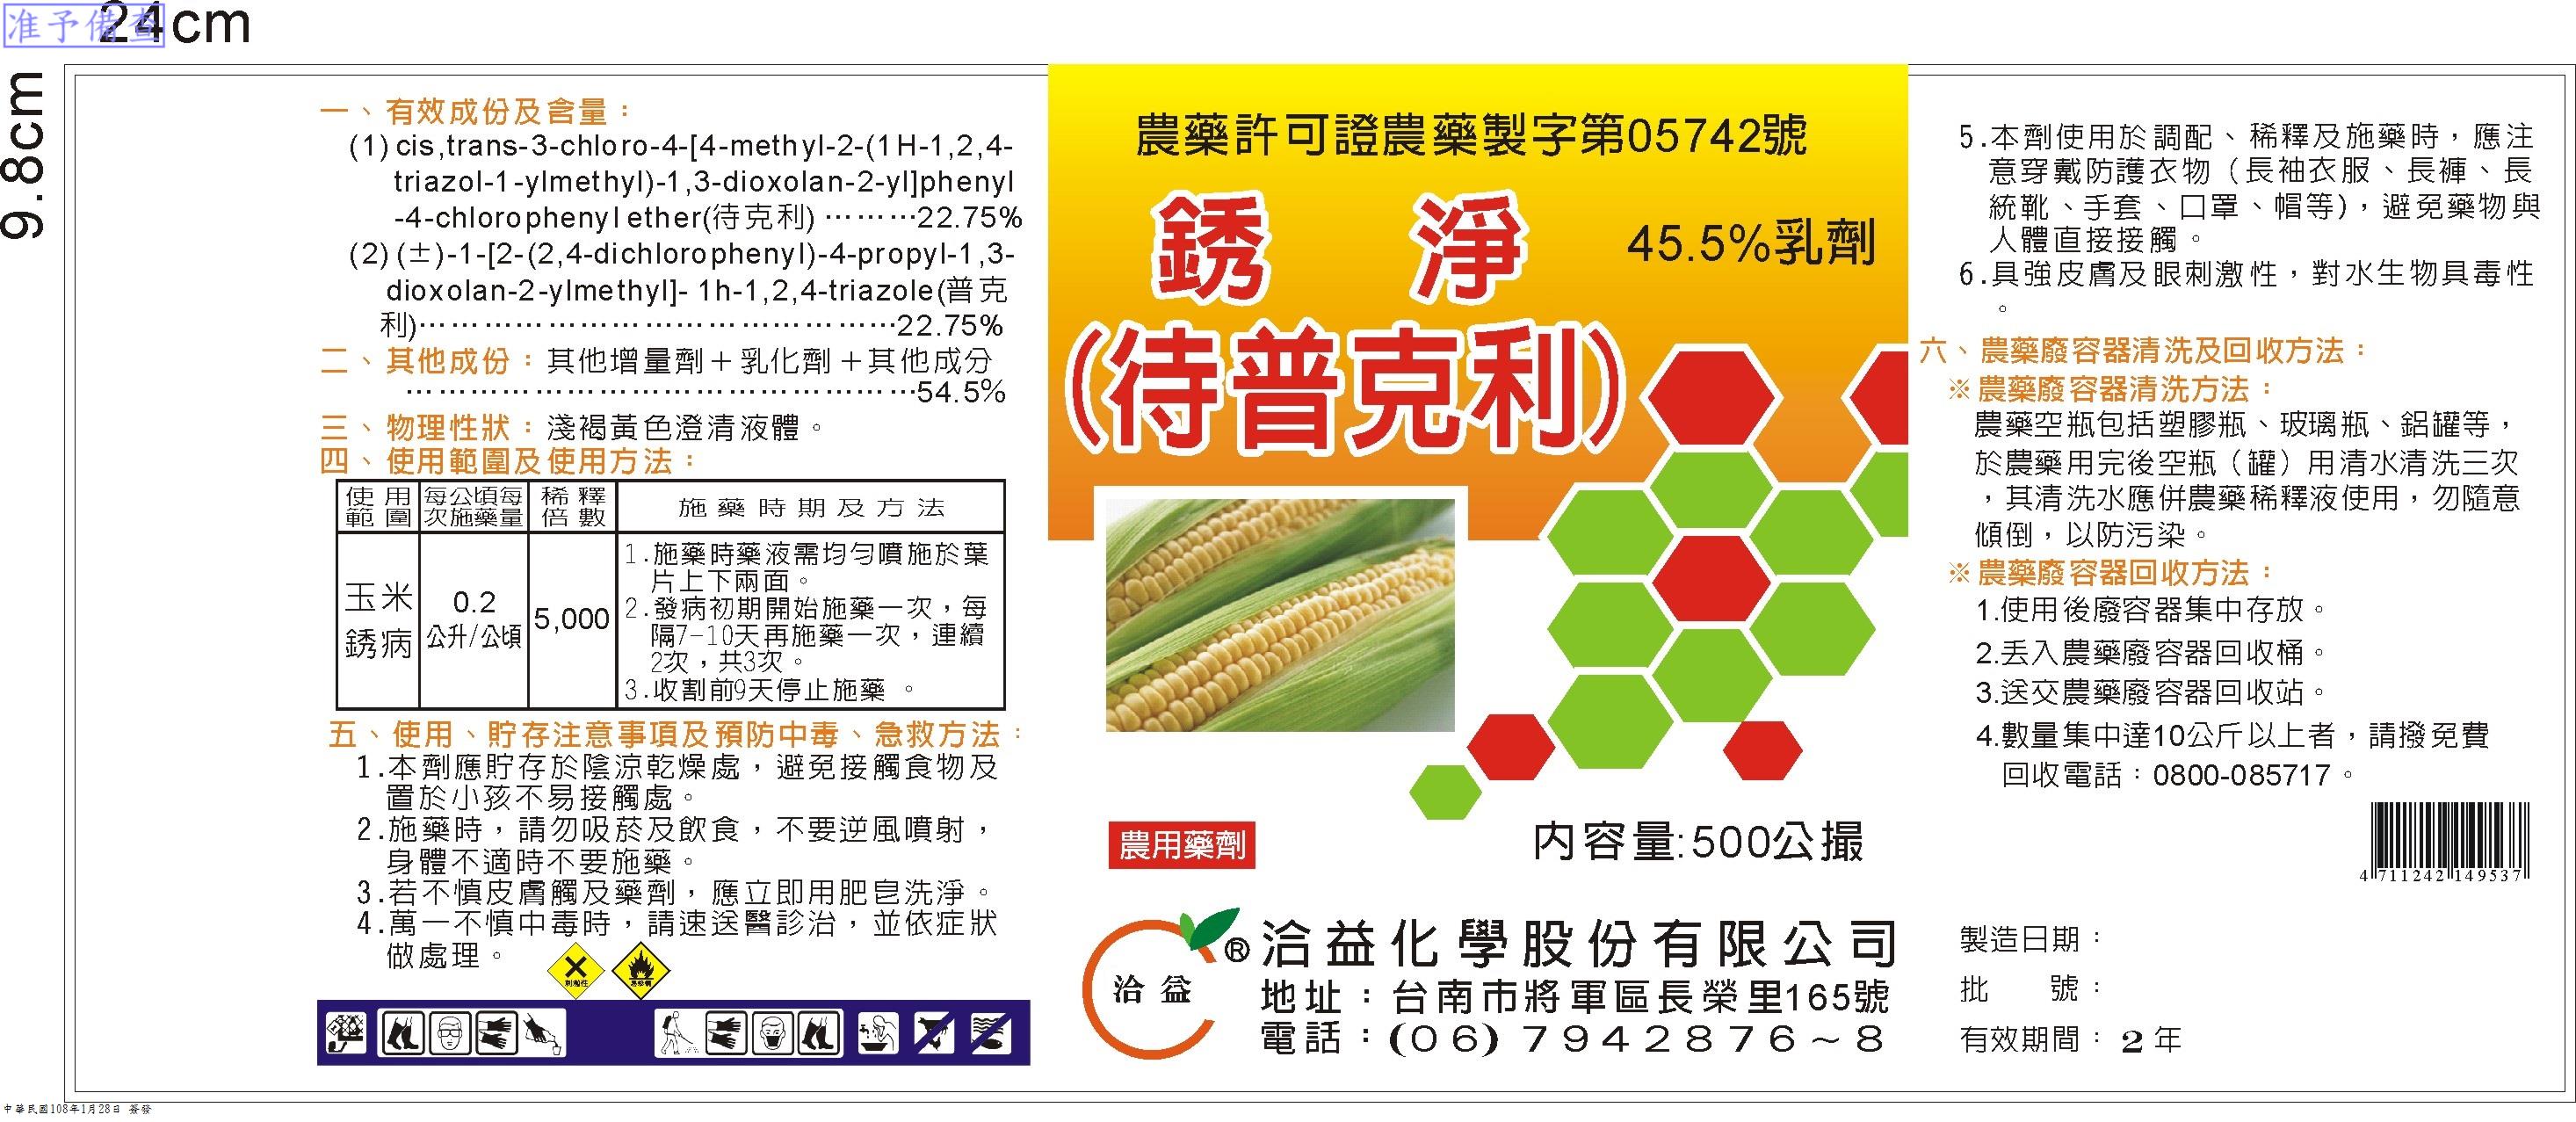 准予備查
24cm
9.8cm
一、有效成份及含量：
(1) cis,trans-3-chloro-4-[4-methyl-2-(1H-1,2,4-
triazol-1-ylmethyl)-1,3-dioxolan-2-yl]phenyl
-4-chlorophenyl ether(待克利) ………22.75%
(2) (±)-1-[2-(2,4-dichlorophenyl)-4-propyl-1,3-
dioxolan-2-ylmethyl]- 1h-1,2,4-triazole(普克
利)………………………………………22.75%
二、其他成份：其他增量劑＋乳化劑＋其他成分
…………………………………………54.5%
三、物理性狀：淺褐黃色澄清液體。
四、使用範圍及使用方法：
使用範圍
每公頃每次施藥量
稀釋倍數
施藥時期及方法
玉米
銹病
0.2
公升/公頃
5,000
1.施藥時藥液需均勻噴施於葉
片上下兩面。
2.發病初期開始施藥一次，每
隔7-10天再施藥一次，連續
2次，共3次。
3.收割前9天停止施藥 。
五、使用、貯存注意事項及預防中毒、急救方法：
1.本劑應貯存於陰涼乾燥處，避免接觸食物及
置於小孩不易接觸處。
2.施藥時，請勿吸菸及飲食，不要逆風噴射，
身體不適時不要施藥。
3.若不慎皮膚觸及藥劑，應立即用肥皂洗淨。
4.萬一不慎中毒時，請速送醫診治，並依症狀
做處理。
刺激性
農藥許可證農藥製字第05742號
銹 淨
45.5%乳劑
(待普克利)
農用藥劑
內容量:500公撮
洽益
®
洽益化學股份有限公司
地址：台南市將軍區長榮里165號
電話：(06) 7942876~8
5.本劑使用於調配、稀釋及施藥時，應注
意穿戴防護衣物（長袖衣服、長褲、長
統靴、手套、口罩、帽等)，避免藥物與
人體直接接觸。
6.具強皮膚及眼刺激性，對水生物具毒性
。
六、農藥廢容器清洗及回收方法：
※農藥廢容器清洗方法：
農藥空瓶包括塑膠瓶、玻璃瓶、鋁罐等，
於農藥用完後空瓶（罐）用清水清洗三次
，其清洗水應併農藥稀釋液使用，勿隨意
傾倒，以防污染。
※農藥廢容器回收方法：
1.使用後廢容器集中存放。
2.丟入農藥廢容器回收桶。
3.送交農藥廢容器回收站。
4.數量集中達10公斤以上者，請撥免費
回收電話：0800-085717。
4 711242 149537
製造日期：
批 號：
有效期間：2年
中華民國108年1月28日 簽發